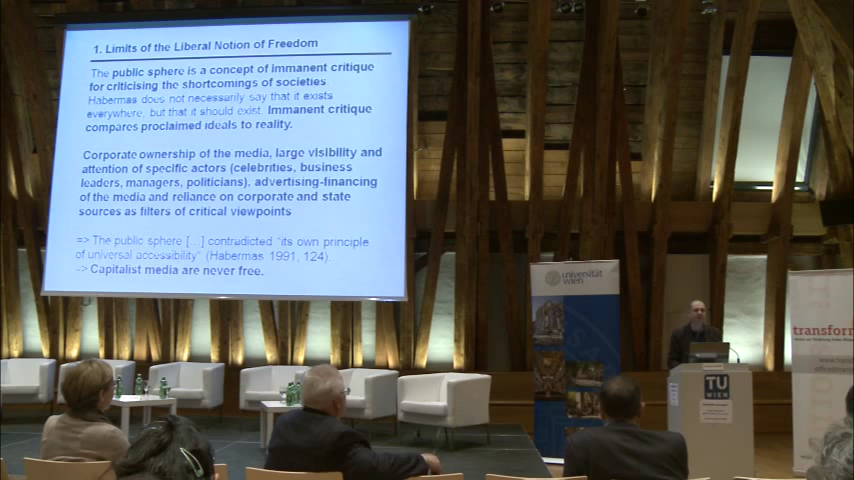 1. Limits of the Liberal Notion of Freedom
The public sphere is a concept of immanent critique
for criticising the shortcomings of societies.
Habermas does not necessarily say that it exists
everywhere, but that it should exist. Immanent critique
compares proclaimed ideals to reality.
Corporate ownership of the media, large visibility and
attention of specific actors (celebrities, business
leaders, managers, politicians), advertising-financing
of the media and reliance on corporate and state
sources as filters of critical viewpoints
=> The public sphere [...] contradicted "its own principle
of universal accessibility" (Habermas 1991, 124).
--> Capitalist media are never free.
universität
wien
TU
WIEN
transform